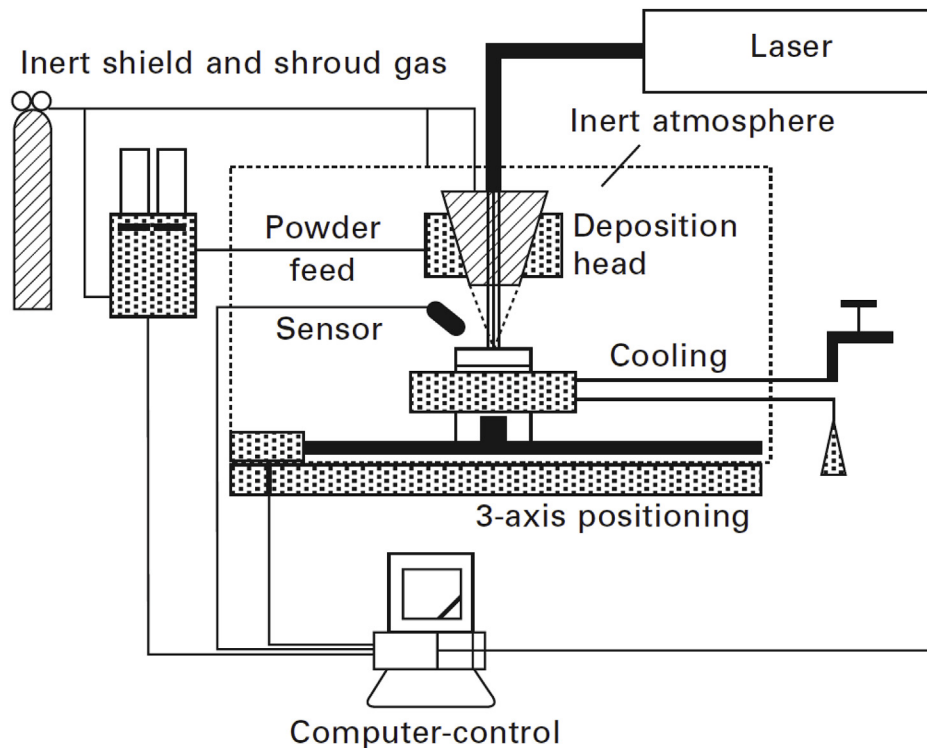 Laser
Inert shield and shroud gas
Inert atmosphere
Powder
feed
Deposition
head
Sensor
Cooling
3-axis positioning
Computer-control